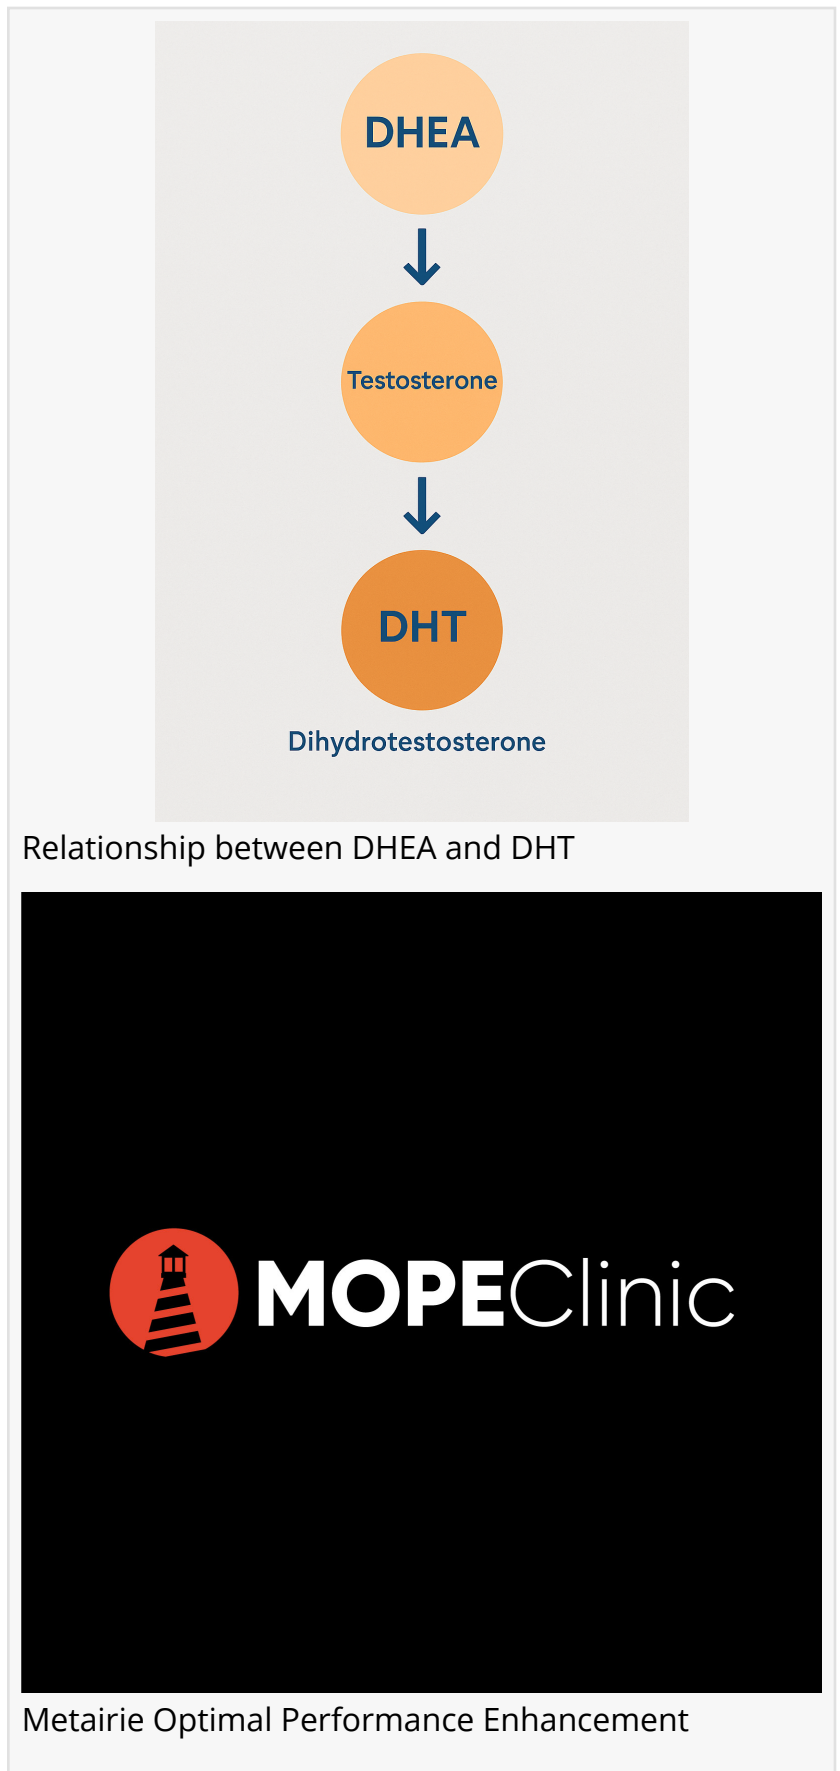 DHEA
Testosterone
DHT
Dihydrotestosterone
Relationship between DHEA and DHT
MOPEClinic
Metairie Optimal Performance Enhancement